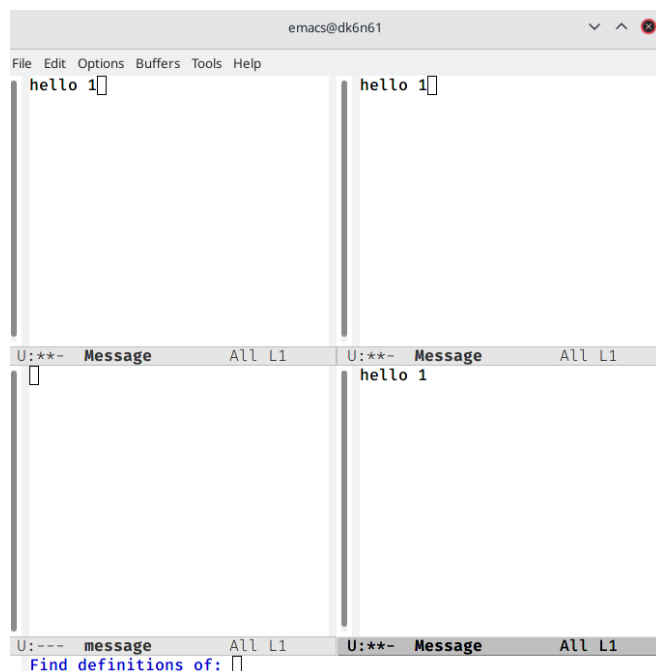 emacs@dk6n61
File Edit Options Buffers Tools Help
hello 1
hello 1
U:**- Message All L1
U:**- Message All L1
hello 1
U:--- message All L1
U:**- Message All L1
Find definitions of: